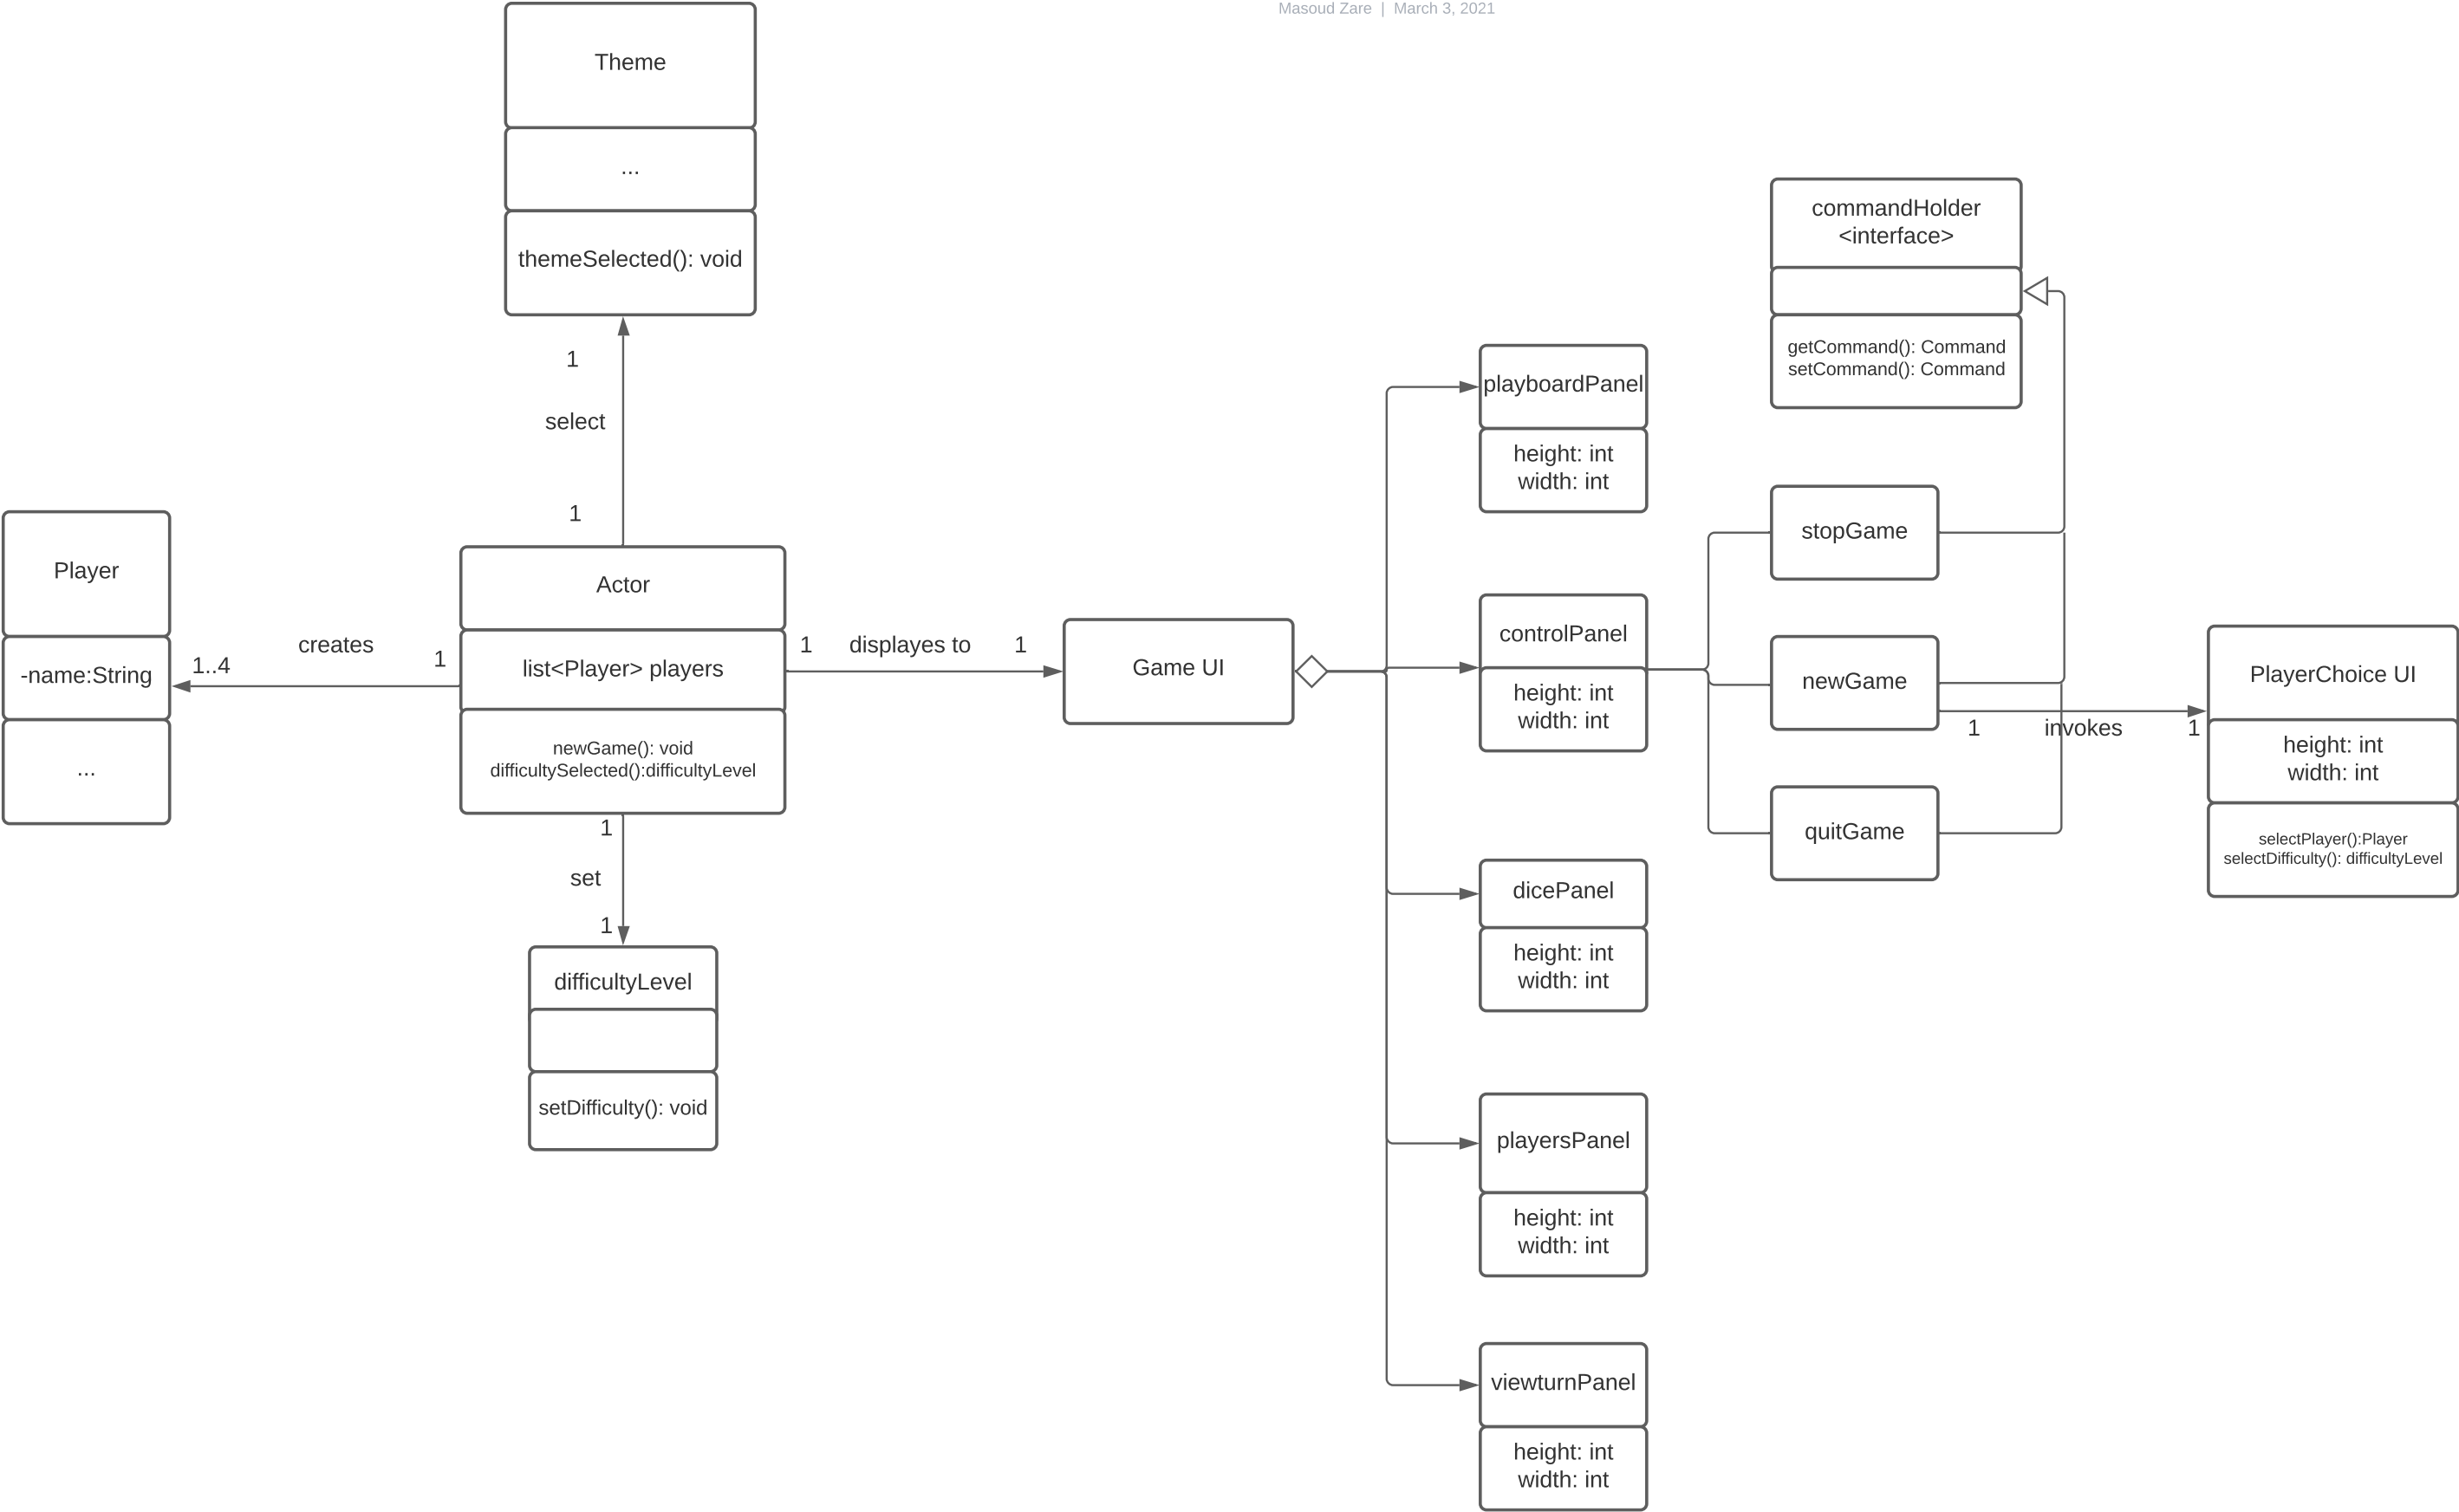 Masoud Zare | March 3, 2021
Theme
...
themeSelected(): void
1
select
1
Player
-name:String
...
creates
1..4
1
Actor
list<Player> players
newGame(): void
difficultySelected():difficultyLevel
1
set
1
difficultyLevel
setDifficulty(): void
1
displayes to
1
Game UI
playboardPanel
height: int
width: int
controlPanel
height: int
width: int
dicePanel
height: int
width: int
playersPanel
height: int
width: int
viewturnPanel
height: int
width: int
commandHolder
<interface>
getCommand(): Command
setCommand(): Command
stopGame
newGame
quitGame
1
invokes
1
PlayerChoice UI
height: int
width: int
selectPlayer():Player
selectDifficulty(): difficultyLevel